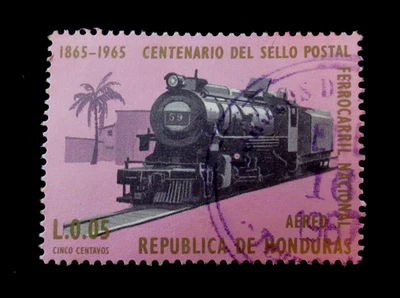 1865-1965 CENTENARIO DEL SELLO POSTAL
FERROCARRIL NACIONAL
59
L.0.05
AEREO
CINCO CENTAVOS
REPUBLICA DE HONDURAS